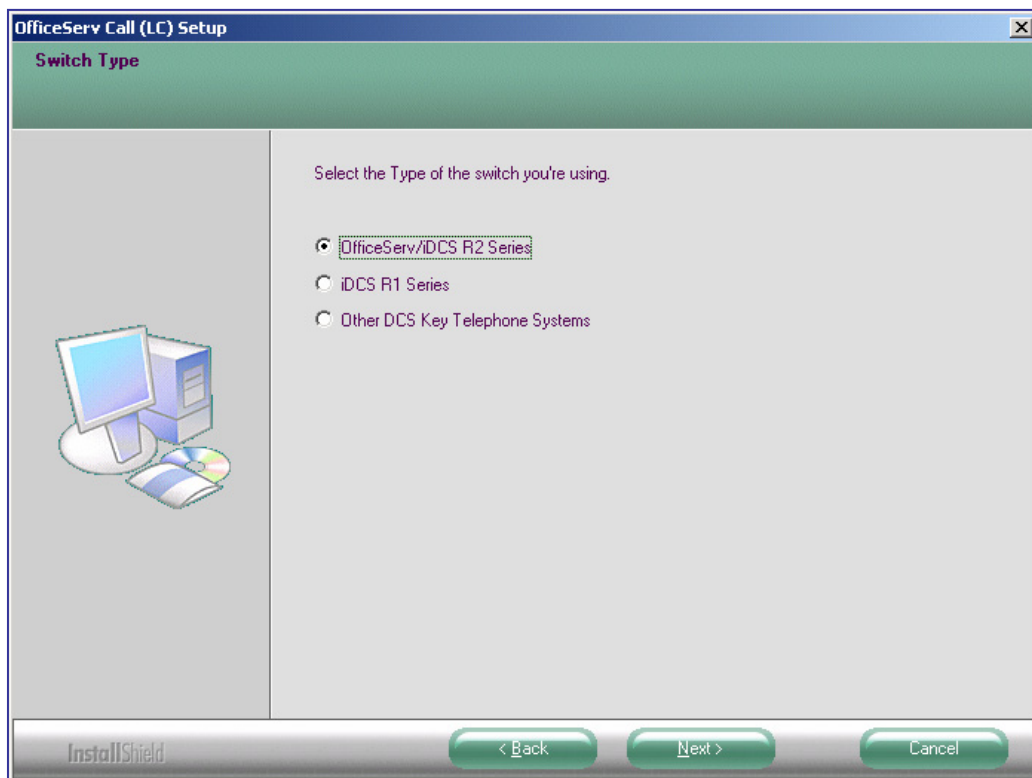 OfficeServ Call (LC) Setup
Switch Type
Select the Type of the switch you're using.
OfficeServ/iDCS R2 Series
iDCS R1 Series
Other DCS Key Telephone Systems
InstallShield
< Back
Next >
Cancel